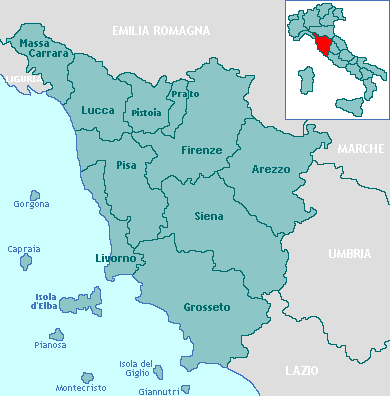 EMILIA ROMAGNA
Massa
Carrara
LIGURIA
Lucca
Pistoia
Prato
Firenze
MARCHE
Pisa
Arezzo
Gorgona
Siena
Capraia
Livorno
UMBRIA
Isola
d'Elba
Grosseto
Pianosa
Isola del
Giglio
LAZIO
Montecristo
Giannutri